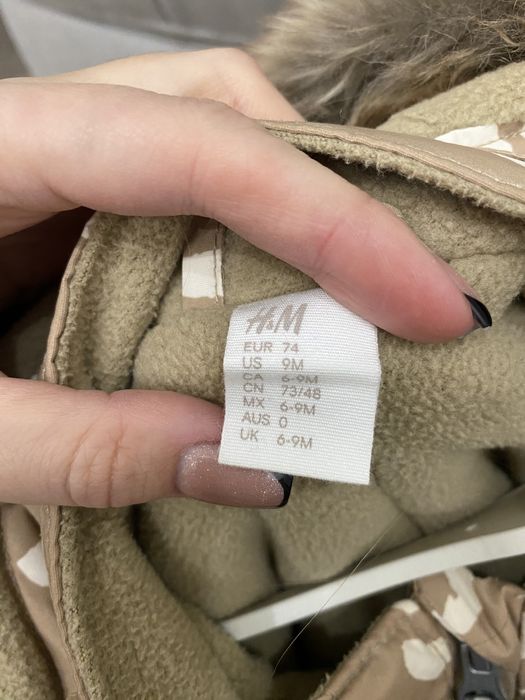 H&M
EUR 74
US 9M
CA 6-9M
CN 73/48
MX 6-9M
AUS 0
UK 6-9M